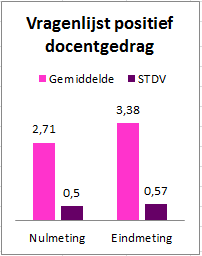 Vragenlijst positief
docentgedrag
Gemiddelde STDV
3,38
2,71
0,5 0,57
Nulmeting Eindmeting